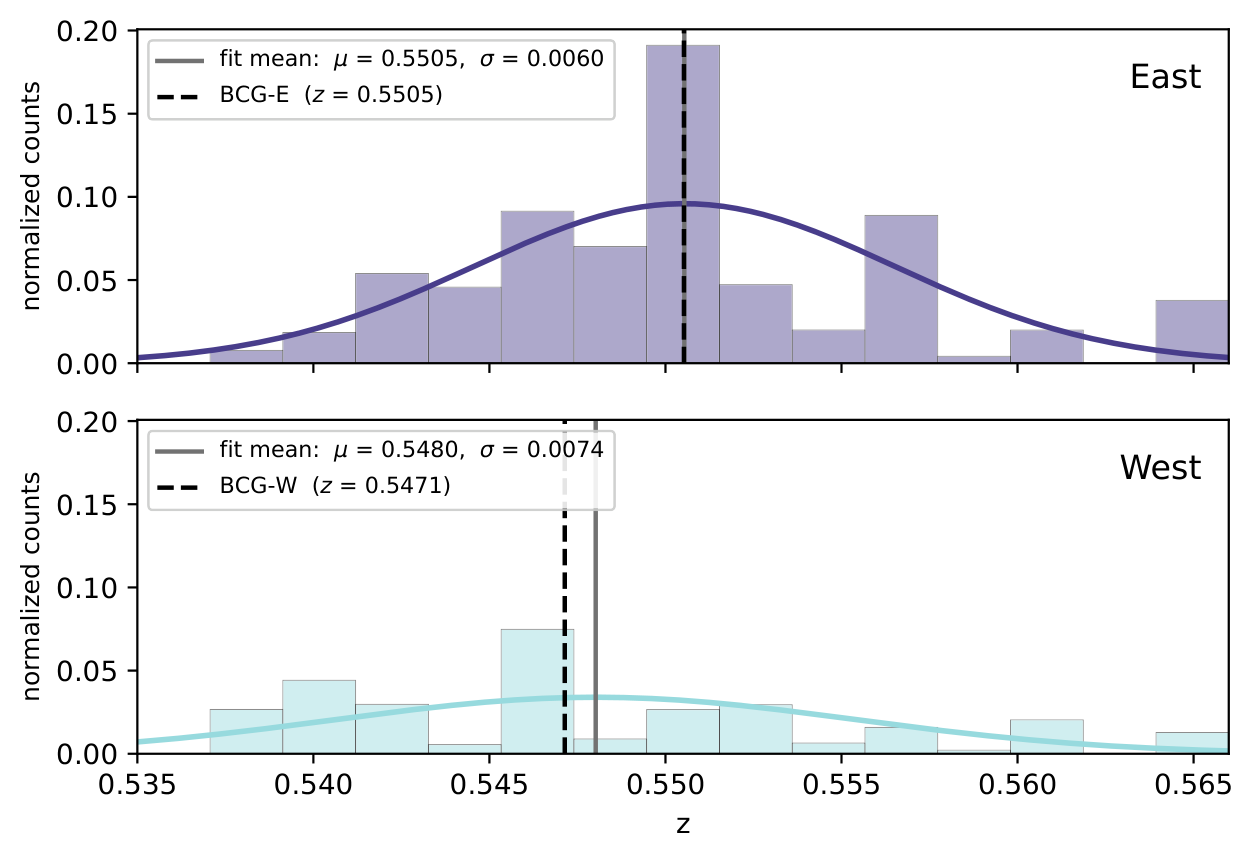 0.20
0.15
0.10
0.05
0.00
normalized counts
fit mean: μ = 0.5505, σ = 0.0060
BCG-E (z = 0.5505)
East
0.20
0.15
0.10
0.05
0.00
normalized counts
fit mean: μ = 0.5480, σ = 0.0074
BCG-W (z = 0.5471)
West
0.535 0.540 0.545 0.550 0.555 0.560 0.565
z